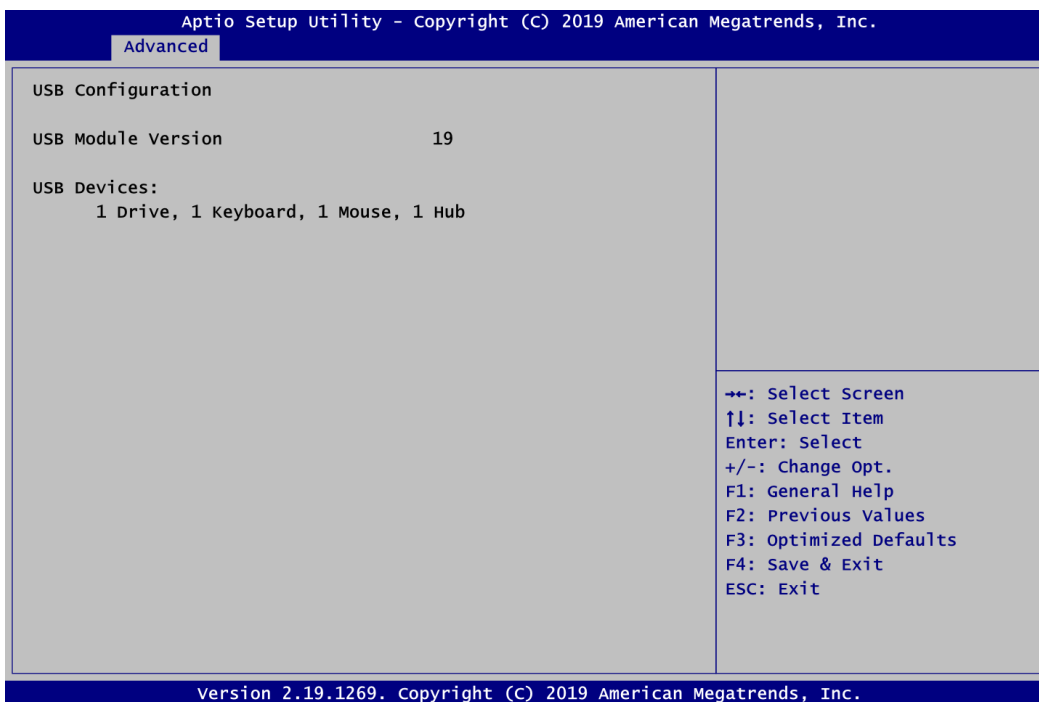 Aptio Setup Utility - Copyright (C) 2019 American Megatrends, Inc.
Advanced
USB Configuration
USB Module Version 19
USB Devices:
1 Drive, 1 Keyboard, 1 Mouse, 1 Hub
→←: Select Screen
↑↓: Select Item
Enter: Select
+/-: Change Opt.
F1: General Help
F2: Previous Values
F3: Optimized Defaults
F4: Save & Exit
ESC: Exit
Version 2.19.1269. Copyright (C) 2019 American Megatrends, Inc.